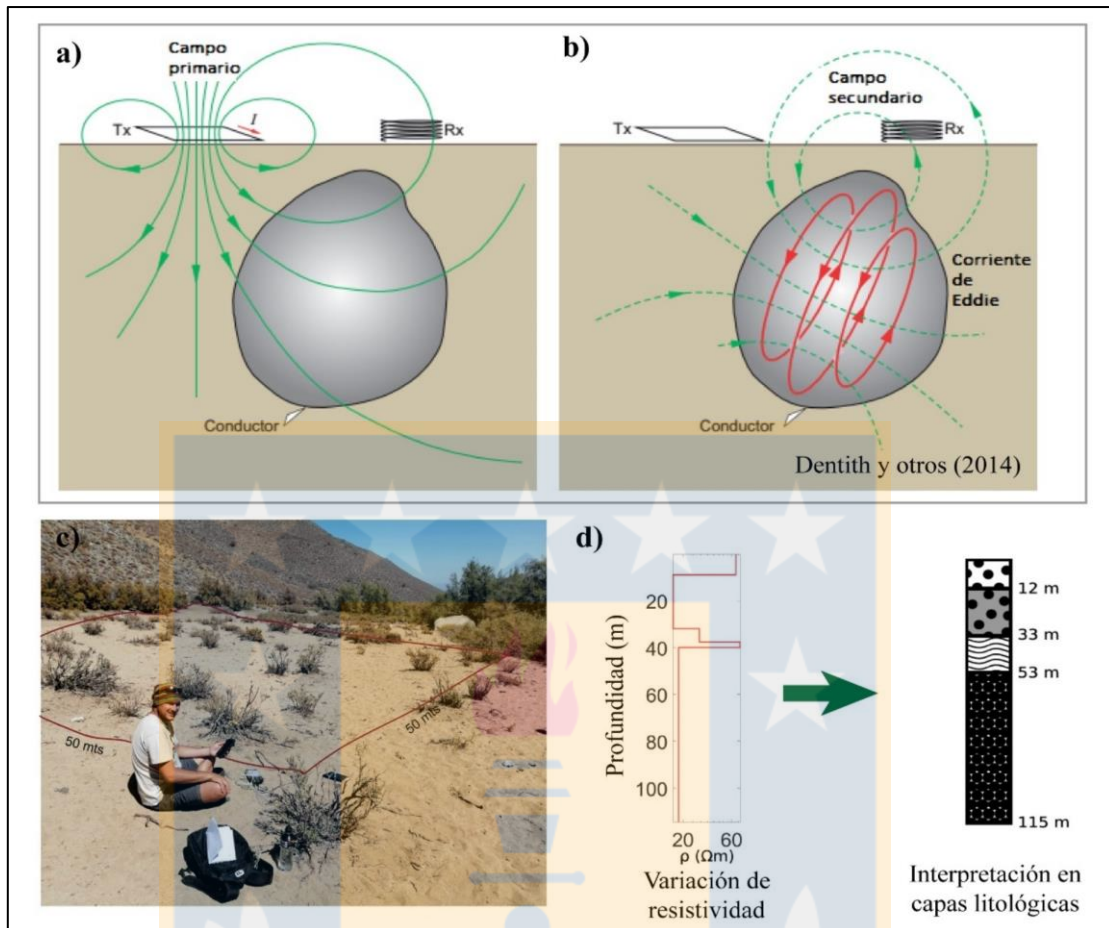 a)
Campo
primario
Tx
I
Rx
Conductor
b)
Campo
secundario
Tx
Rx
Corriente
de
Eddie
Conductor
Dentith y otros (2014)
c)
50 mts
50 mts
d)
Profundidad (m)
20
40
60
80
100
20 60
ρ (Ωm)
Variación de
resistividad
12 m
33 m
53 m
115 m
Interpretación en
capas litológicas